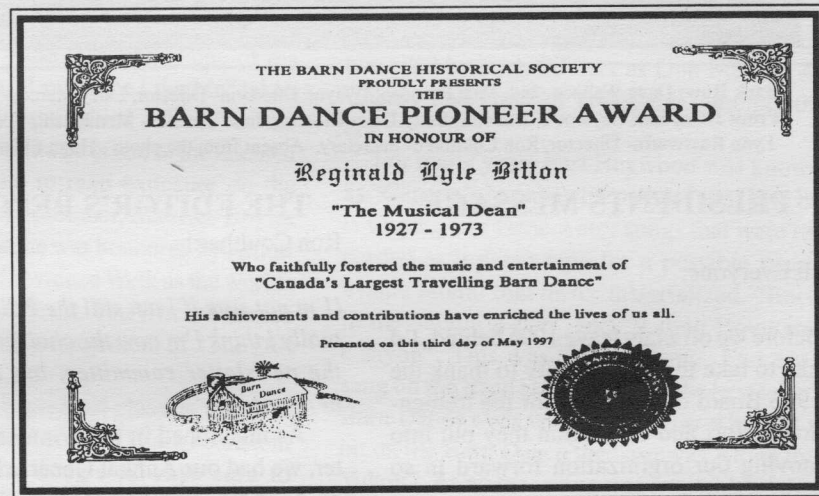 THE BARN DANCE HISTORICAL SOCIETY
PROUDLY PRESENTS
THE
BARN DANCE PIONEER AWARD
IN HONOUR OF
Reginald Lyle Bitton
"The Musical Dean"
1927 - 1973
Who faithfully fostered the music and entertainment of
"Canada's Largest Travelling Barn Dance"
His achievements and contributions have enriched the lives of us all.
Presented on this third day of May 1997
Barn
Dance